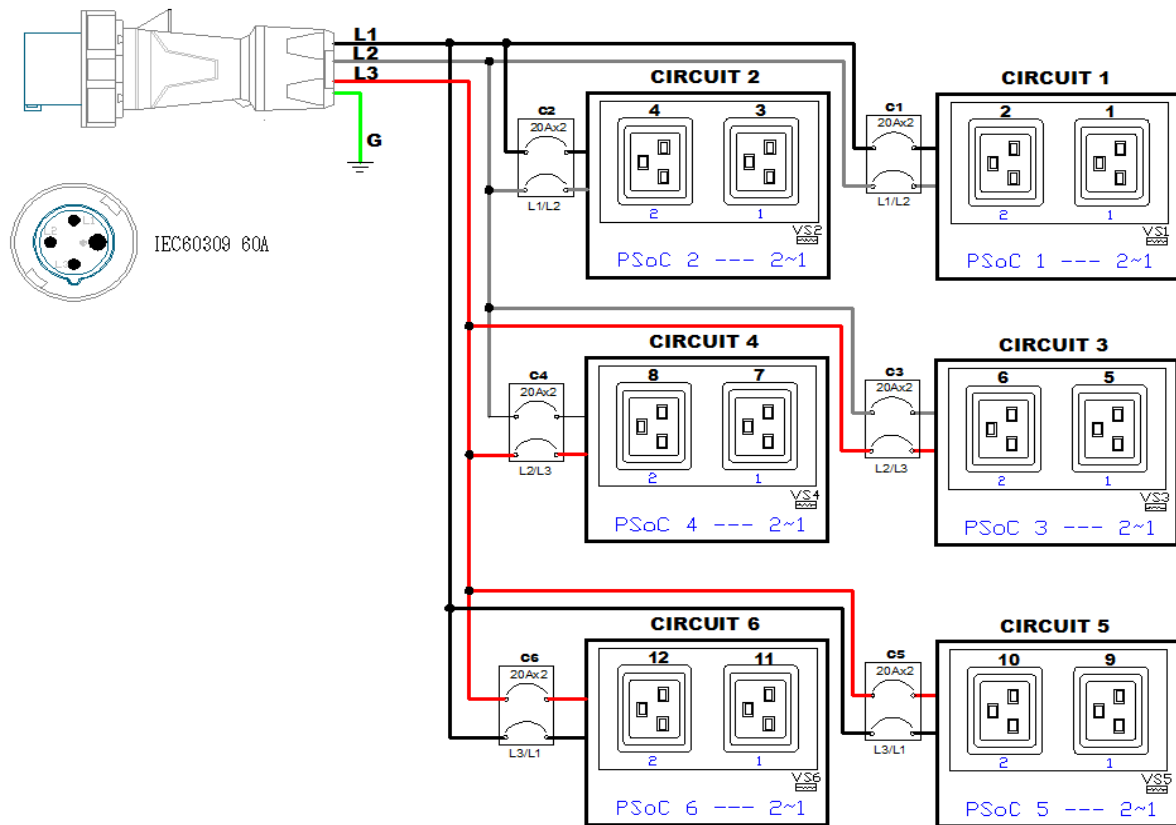 L1
L2
L3
G
L1
L2
L3
IEC60309 60A
CIRCUIT 2
C2
20Ax2
L1/L2
4 3
2 1
VS2
PSoC 2 --- 2~1
CIRCUIT 1
C1
20Ax2
L1/L2
2 1
2 1
VS1
PSoC 1 --- 2~1
CIRCUIT 4
C4
20Ax2
L2/L3
8 7
2 1
VS4
PSoC 4 --- 2~1
CIRCUIT 3
C3
20Ax2
L2/L3
6 5
2 1
VS3
PSoC 3 --- 2~1
CIRCUIT 6
C6
20Ax2
L3/L1
12 11
2 1
VS6
PSoC 6 --- 2~1
CIRCUIT 5
C5
20Ax2
L3/L1
10 9
2 1
VS5
PSoC 5 --- 2~1